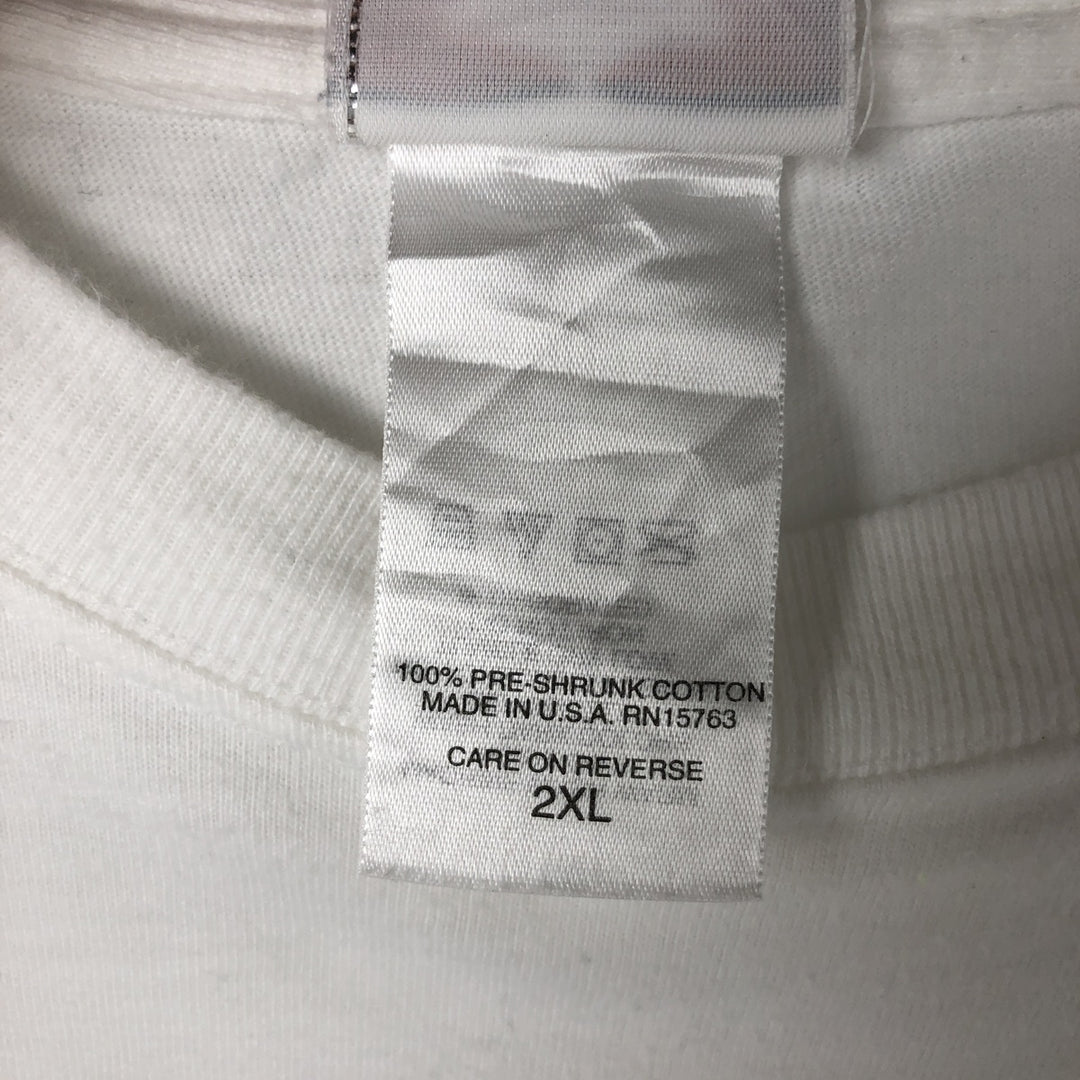 100% PRE-SHRUNK COTTON
MADE IN U.S.A. RN15763
CARE ON REVERSE
2XL